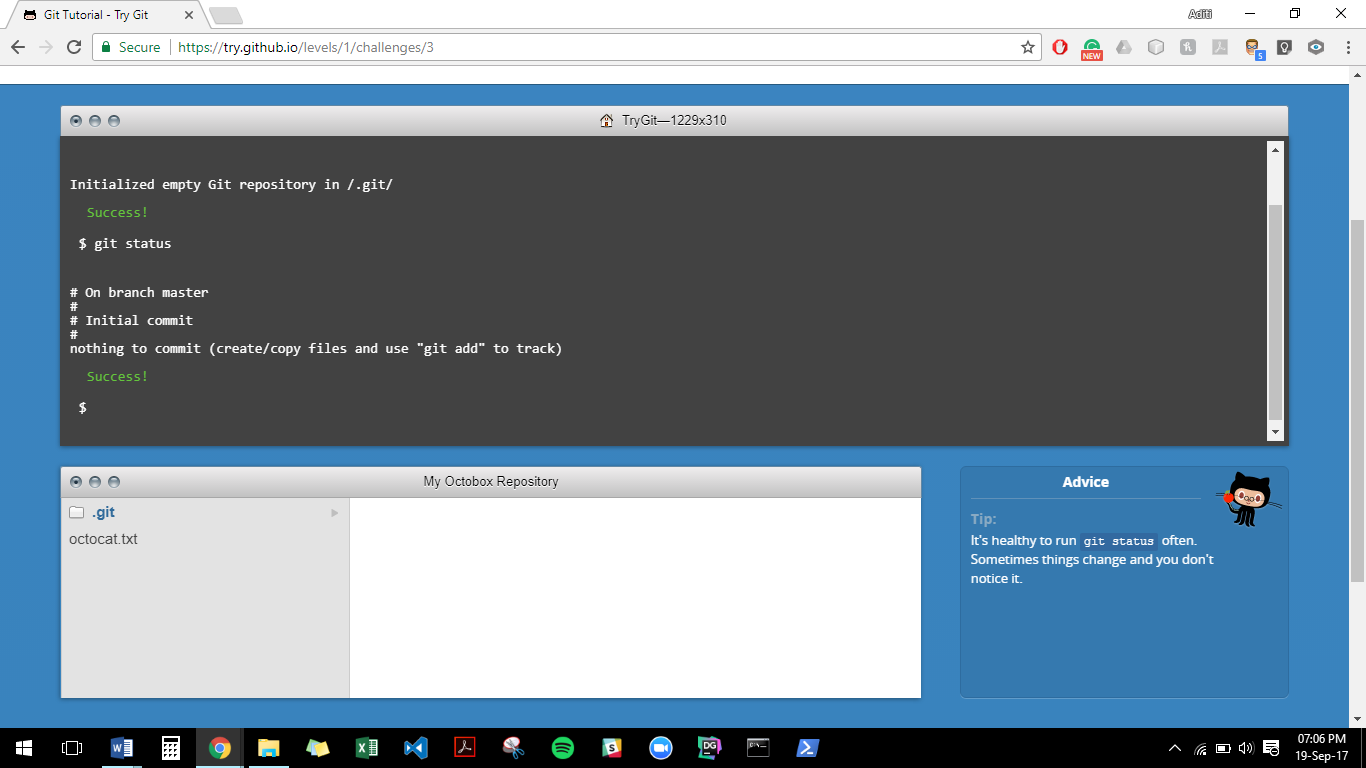 Git Tutorial - Try Git
Aditi
Secure
https://try.github.io/levels/1/challenges/3
NEW
5
TryGit—1229x310
Initialized empty Git repository in /.git/
Success!
$ git status
# On branch master
#
# Initial commit
#
nothing to commit (create/copy files and use "git add" to track)
Success!
$
My Octobox Repository
.git
octocat.txt
Advice
Tip:
It's healthy to run git status often.
Sometimes things change and you don't
notice it.
DG
07:06 PM
19-Sep-17